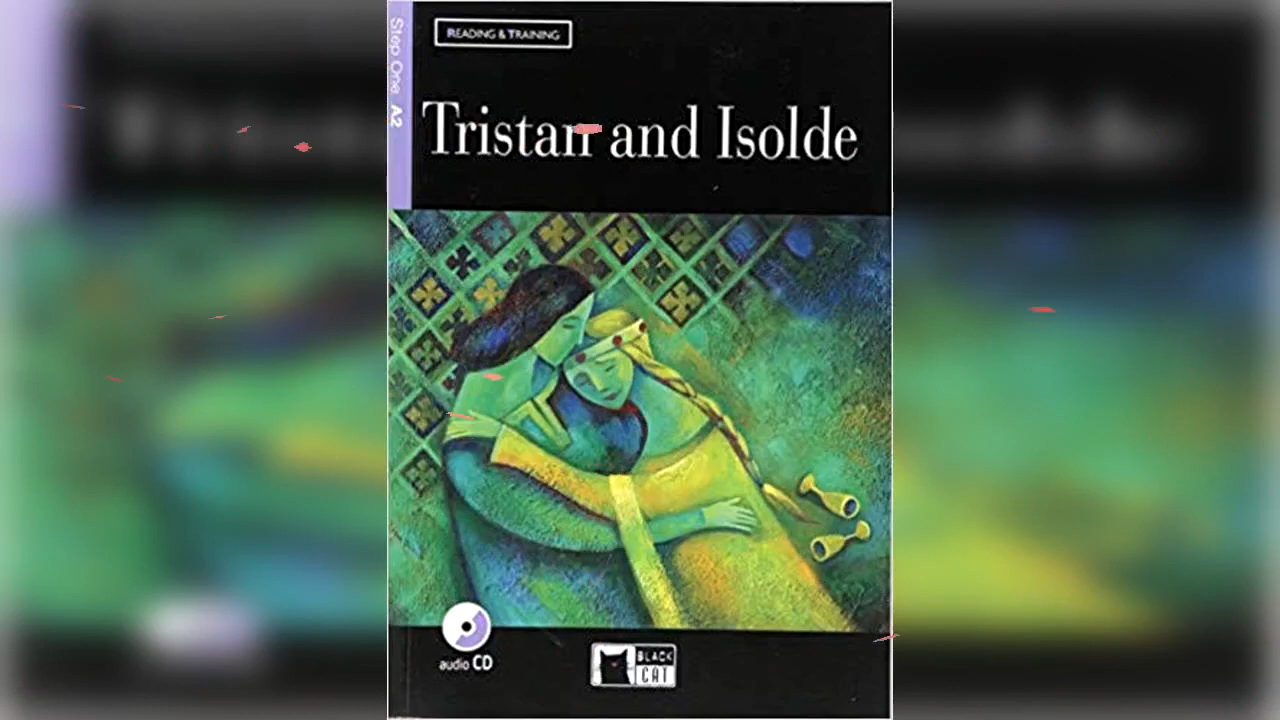 READING & TRAINING
Step One A2
Tristan and Isolde
audio CD
BLACK
CAT